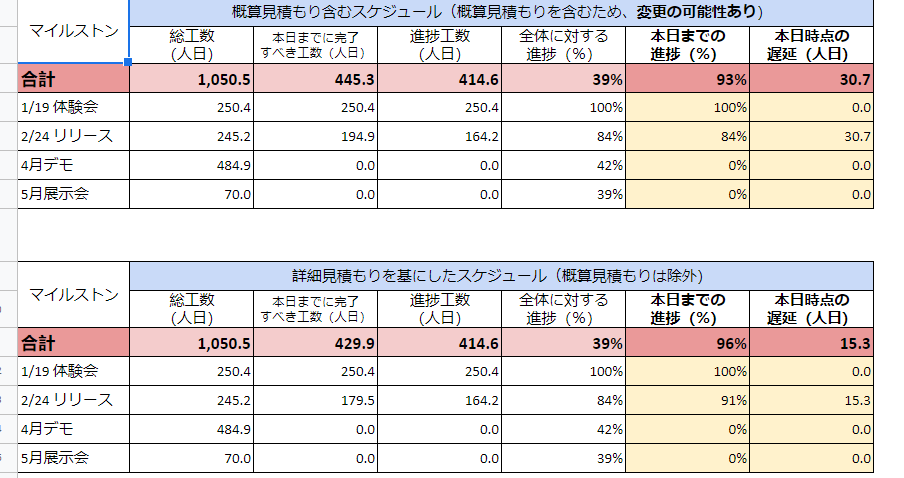 概算見積もり含むスケジュール（概算見積もりを含むため、変更の可能性あり)
マイルストン
総工数
(人日)
本日までに完了
すべき工数（人日）
進捗工数
(人日)
全体に対する
進捗（%）
本日までの
進捗（%）
本日時点の
遅延（人日）
合計 1,050.5 445.3 414.6 39% 93% 30.7
1/19 体験会 250.4 250.4 250.4 100% 100% 0.0
2/24 リリース 245.2 194.9 164.2 84% 84% 30.7
4月デモ 484.9 0.0 0.0 42% 0% 0.0
5月展示会 70.0 0.0 0.0 39% 0% 0.0
詳細見積もりを基にしたスケジュール（概算見積もりは除外)
マイルストン
総工数
(人日)
本日までに完了
すべき工数（人日）
進捗工数
(人日)
全体に対する
進捗（%）
本日までの
進捗（%）
本日時点の
遅延（人日）
合計 1,050.5 429.9 414.6 39% 96% 15.3
1/19 体験会 250.4 250.4 250.4 100% 100% 0.0
2/24 リリース 245.2 179.5 164.2 84% 91% 15.3
4月デモ 484.9 0.0 0.0 42% 0% 0.0
5月展示会 70.0 0.0 0.0 39% 0% 0.0